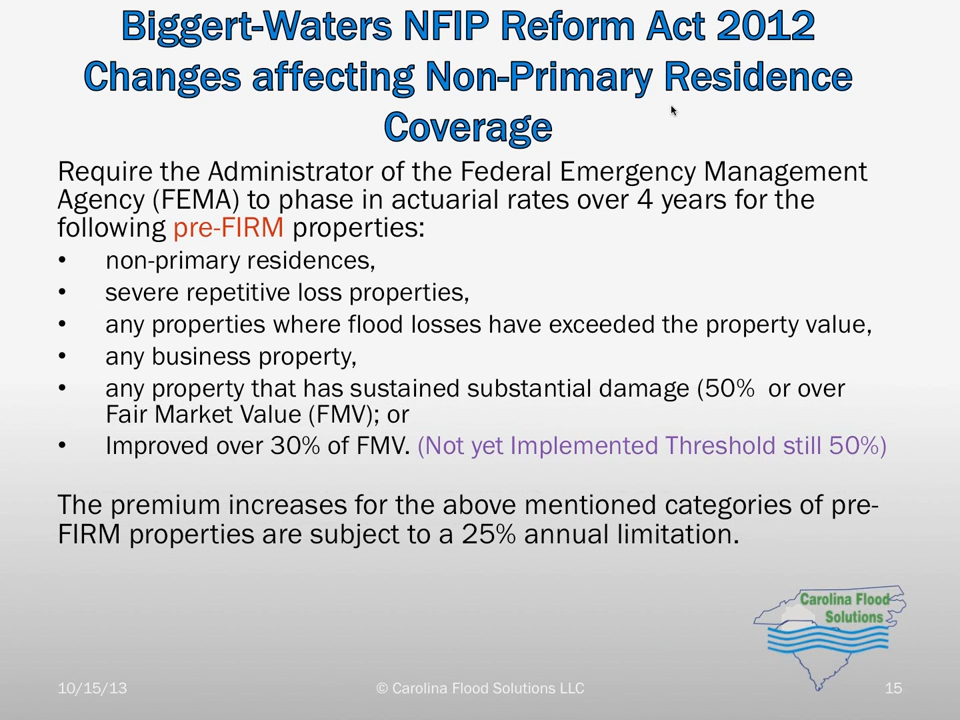 Biggert-Waters NFIP Reform Act 2012
Changes affecting Non-Primary Residence
Coverage
Require the Administrator of the Federal Emergency Management
Agency (FEMA) to phase in actuarial rates over 4 years for the
following pre-FIRM properties:
• non-primary residences,
• severe repetitive loss properties,
• any properties where flood losses have exceeded the property value,
• any business property,
• any property that has sustained substantial damage (50%  or over
Fair Market Value (FMV); or
• Improved over 30% of FMV. (Not yet Implemented Threshold still 50%)
The premium increases for the above mentioned categories of pre-
FIRM properties are subject to a 25% annual limitation.
Carolina Flood
Solutions
10/15/13 © Carolina Flood Solutions LLC 15